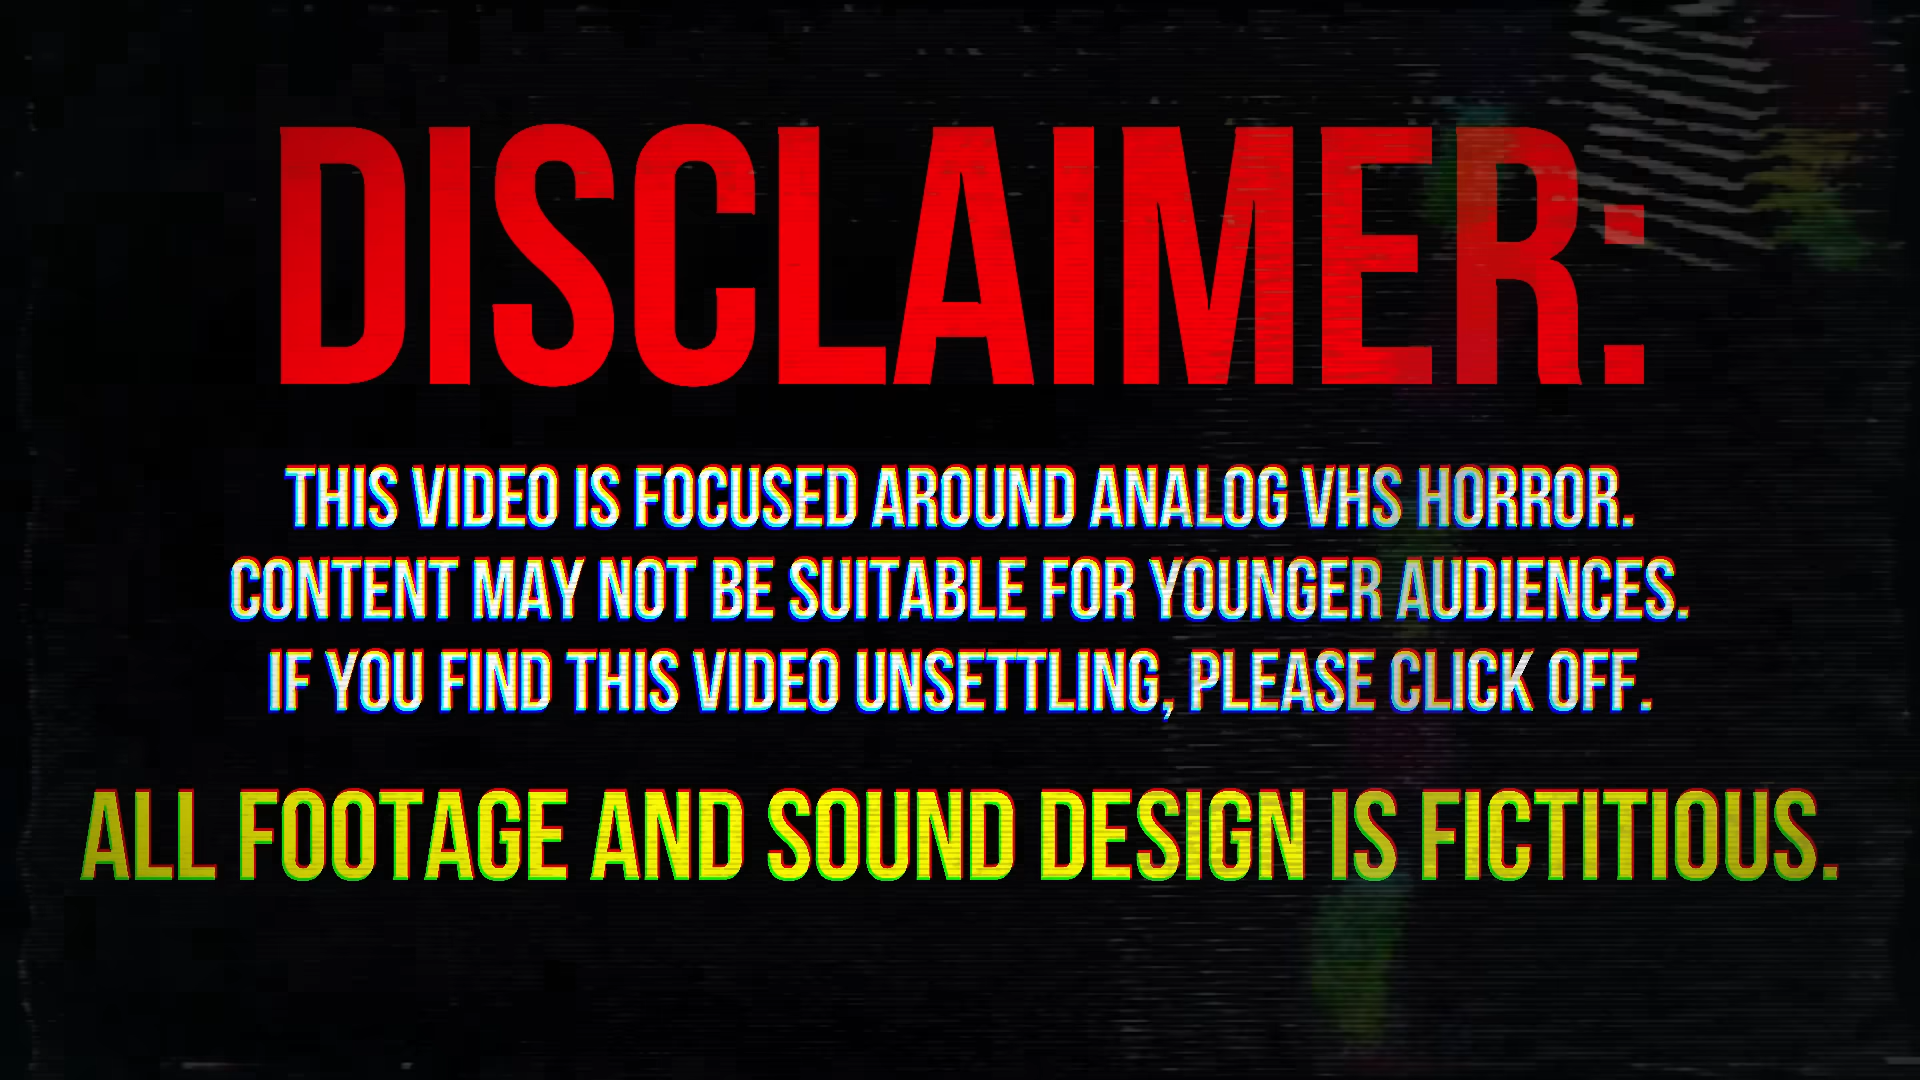 DISCLAIMER:
THIS VIDEO IS FOCUSED AROUND ANALOG VHS HORROR.
CONTENT MAY NOT BE SUITABLE FOR YOUNGER AUDIENCES.
IF YOU FIND THIS VIDEO UNSETTLING, PLEASE CLICK OFF.
ALL FOOTAGE AND SOUND DESIGN IS FICTITIOUS.